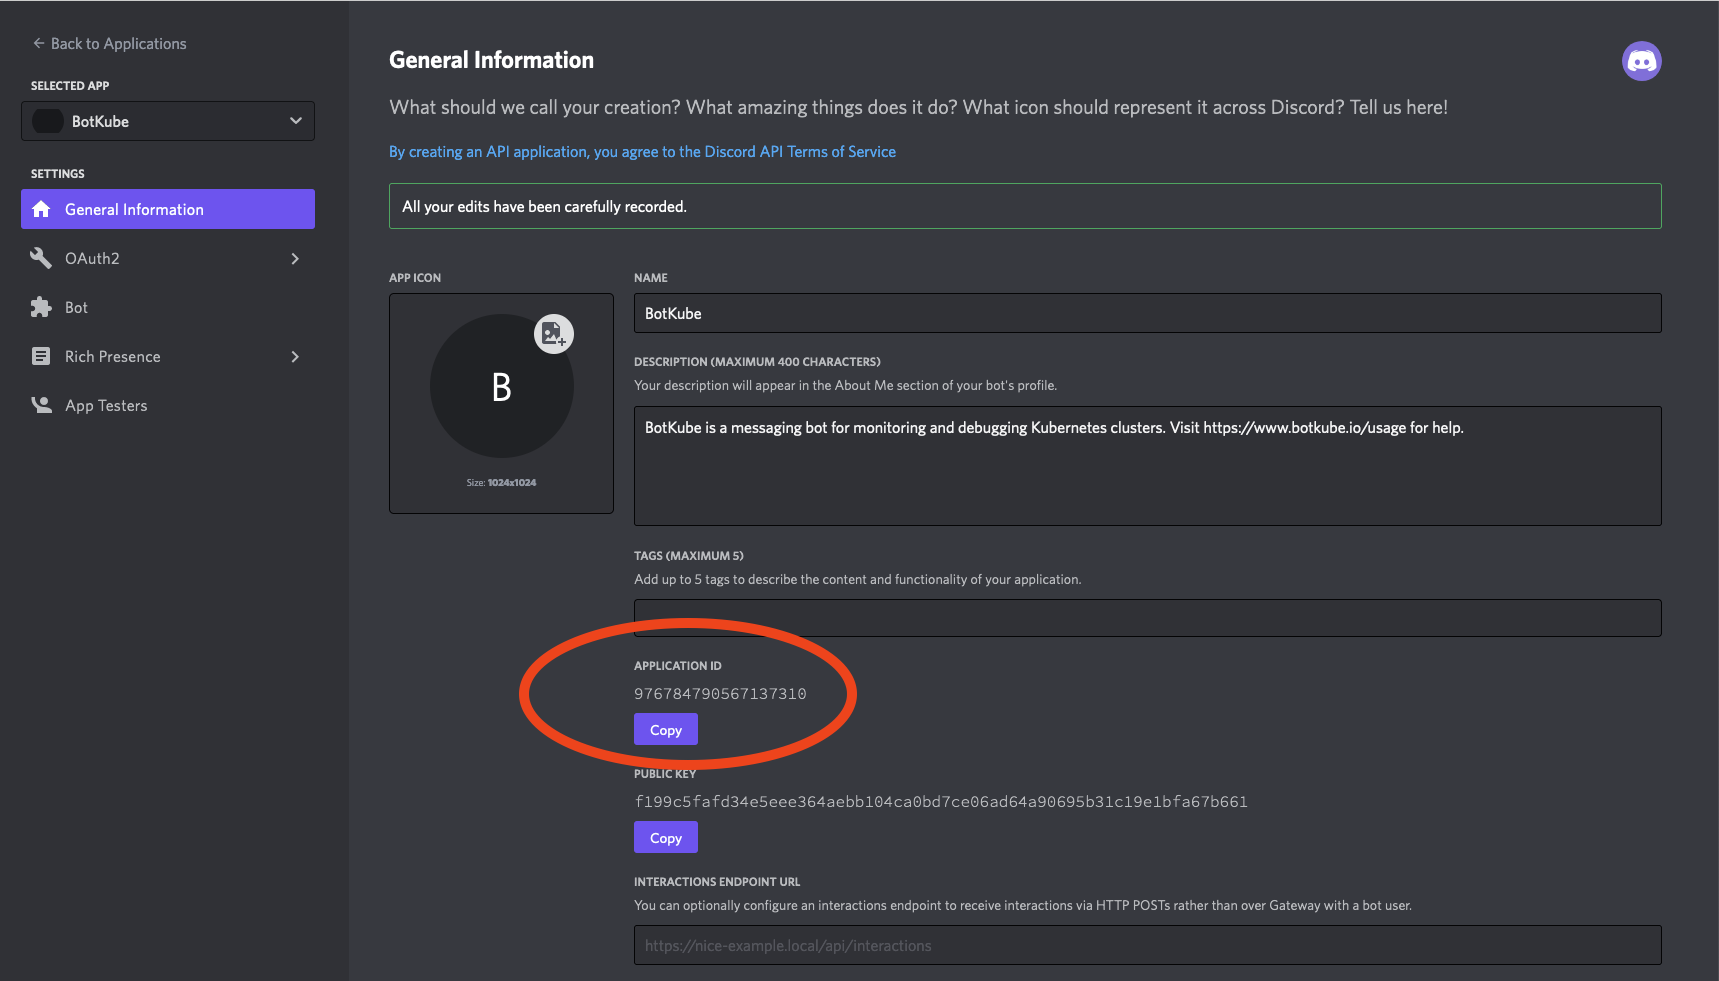 Back to Applications
SELECTED APP
BotKube
SETTINGS
General Information
OAuth2
Bot
Rich Presence
App Testers
General Information
What should we call your creation? What amazing things does it do? What icon should represent it across Discord? Tell us here!
By creating an API application, you agree to the Discord API Terms of Service
All your edits have been carefully recorded.
APP ICON
B
Size: 1024x1024
NAME
BotKube
DESCRIPTION (MAXIMUM 400 CHARACTERS)
Your description will appear in the About Me section of your bot's profile.
BotKube is a messaging bot for monitoring and debugging Kubernetes clusters. Visit https://www.botkube.io/usage for help.
TAGS (MAXIMUM 5)
Add up to 5 tags to describe the content and functionality of your application.
APPLICATION ID
976784790567137310
Copy
PUBLIC KEY
f199c5fafd34e5eee364aebb104ca0bd7ce06ad64a90695b31c19e1bfa67b661
Copy
INTERACTIONS ENDPOINT URL
You can optionally configure an interactions endpoint to receive interactions via HTTP POSTs rather than over Gateway with a bot user.
https://nice-example.local/api/interactions